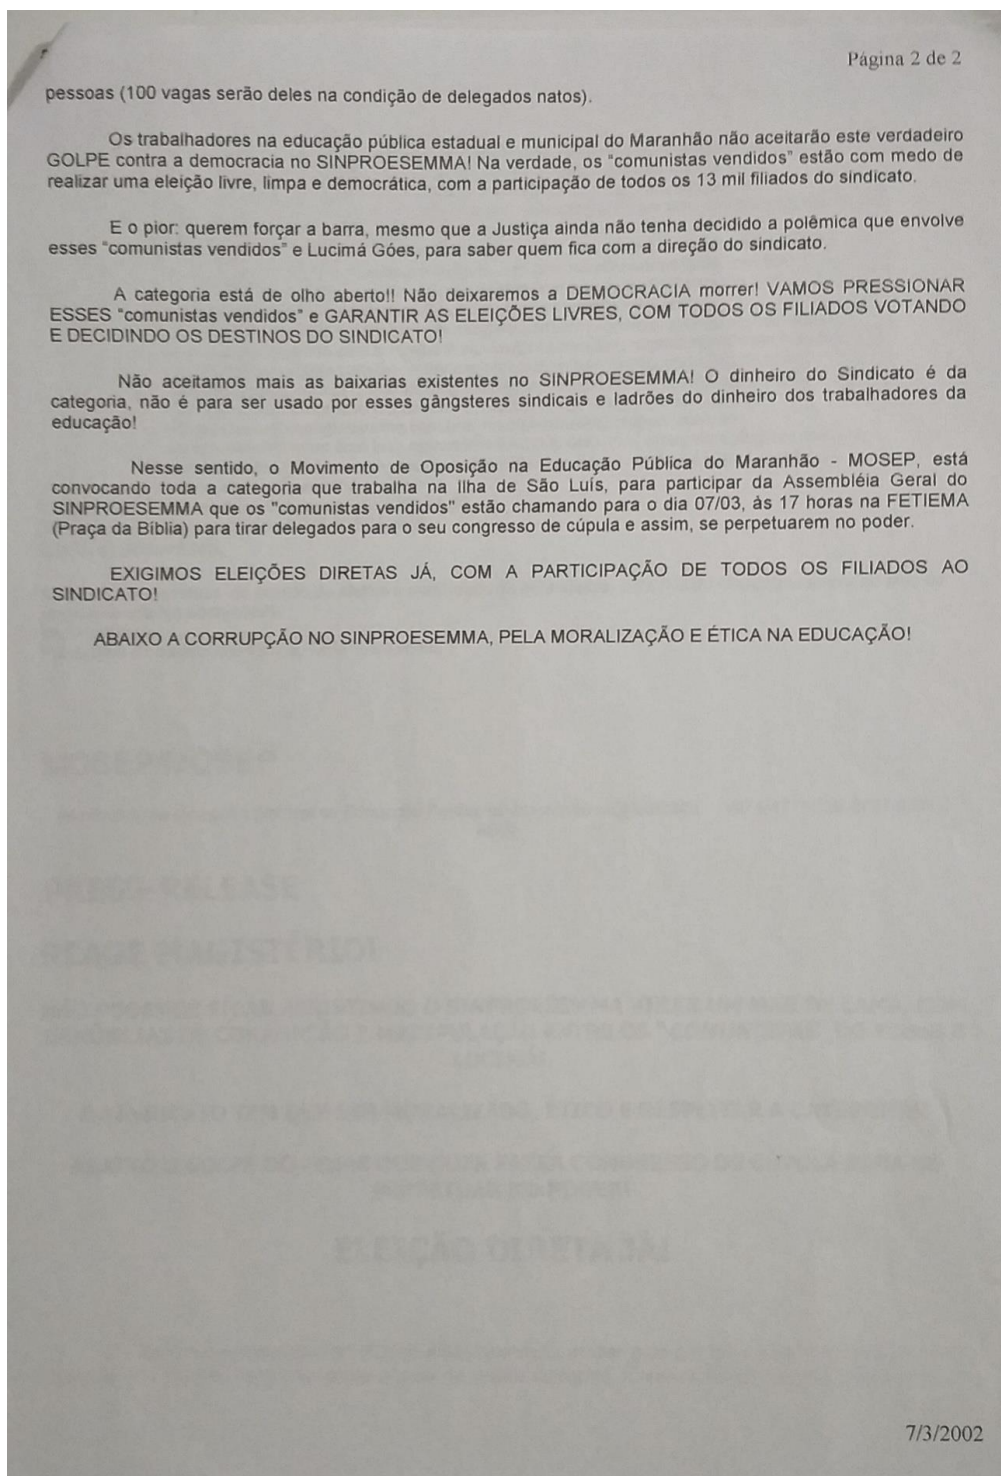 Página 2 de 2
pessoas (100 vagas serão deles na condição de delegados natos).
Os trabalhadores na educação pública estadual e municipal do Maranhão não aceitarão este verdadeiro
GOLPE contra a democracia no SINPROESEMMA! Na verdade, os “comunistas vendidos” estão com medo de
realizar uma eleição livre, limpa e democrática, com a participação de todos os 13 mil filiados do sindicato.
E o pior: querem forçar a barra, mesmo que a Justiça ainda não tenha decidido a polêmica que envolve
esses “comunistas vendidos” e Lucimá Góes, para saber quem fica com a direção do sindicato.
A categoria está de olho aberto!! Não deixaremos a DEMOCRACIA morrer! VAMOS PRESSIONAR
ESSES “comunistas vendidos” e GARANTIR AS ELEIÇÕES LIVRES, COM TODOS OS FILIADOS VOTANDO
E DECIDINDO OS DESTINOS DO SINDICATO!
Não aceitamos mais as baixarias existentes no SINPROESEMMA! O dinheiro do Sindicato é da
categoria, não é para ser usado por esses gângsteres sindicais e ladrões do dinheiro dos trabalhadores da
educação!
Nesse sentido, o Movimento de Oposição na Educação Pública do Maranhão - MOSEP, está
convocando toda a categoria que trabalha na Ilha de São Luís, para participar da Assembléia Geral do
SINPROESEMMA que os "comunistas vendidos" estão chamando para o dia 07/03, às 17 horas na FETIEMA
(Praça da Bíblia) para tirar delegados para o seu congresso de cúpula e assim, se perpetuarem no poder.
EXIGIMOS ELEIÇÕES DIRETAS JÁ, COM A PARTICIPAÇÃO DE TODOS OS FILIADOS AO
SINDICATO!
ABAIXO A CORRUPÇÃO NO SINPROESEMMA, PELA MORALIZAÇÃO E ÉTICA NA EDUCAÇÃO!
PRESS-RELEASE
REAGE MAGISTÉRIO!
ELEIÇÃO DIRETA JÁ!
7/3/2002